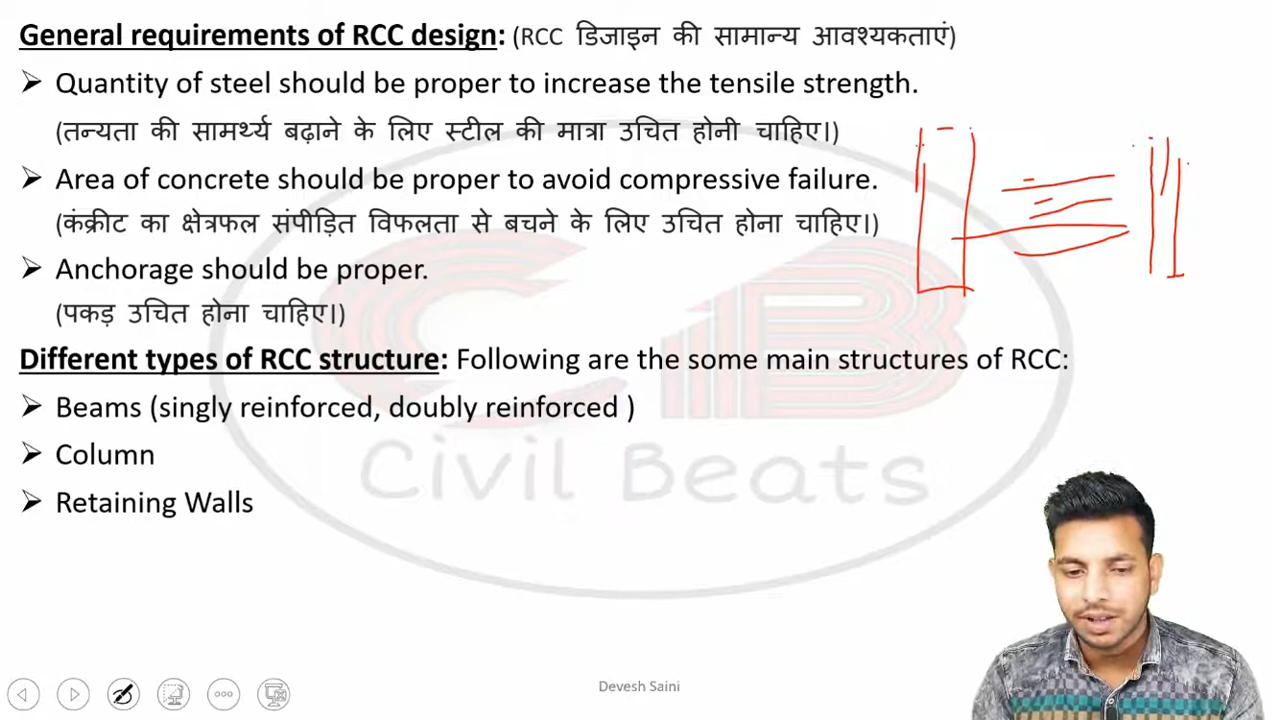 General requirements of RCC design: (RCC डिजाइन की सामान्य आवश्यकताएं)
➢ Quantity of steel should be proper to increase the tensile strength.
(तन्यता की सामर्थ्य बढ़ाने के लिए स्टील की मात्रा उचित होनी चाहिए।)
➢ Area of concrete should be proper to avoid compressive failure.
(कंक्रीट का क्षेत्रफल संपीड़ित विफलता से बचने के लिए उचित होना चाहिए।)
➢ Anchorage should be proper.
(पकड़ उचित होना चाहिए।)
Different types of RCC structure: Following are the some main structures of RCC:
➢ Beams (singly reinforced, doubly reinforced )
➢ Column
➢ Retaining Walls
CB
Civil Beats
Devesh Saini